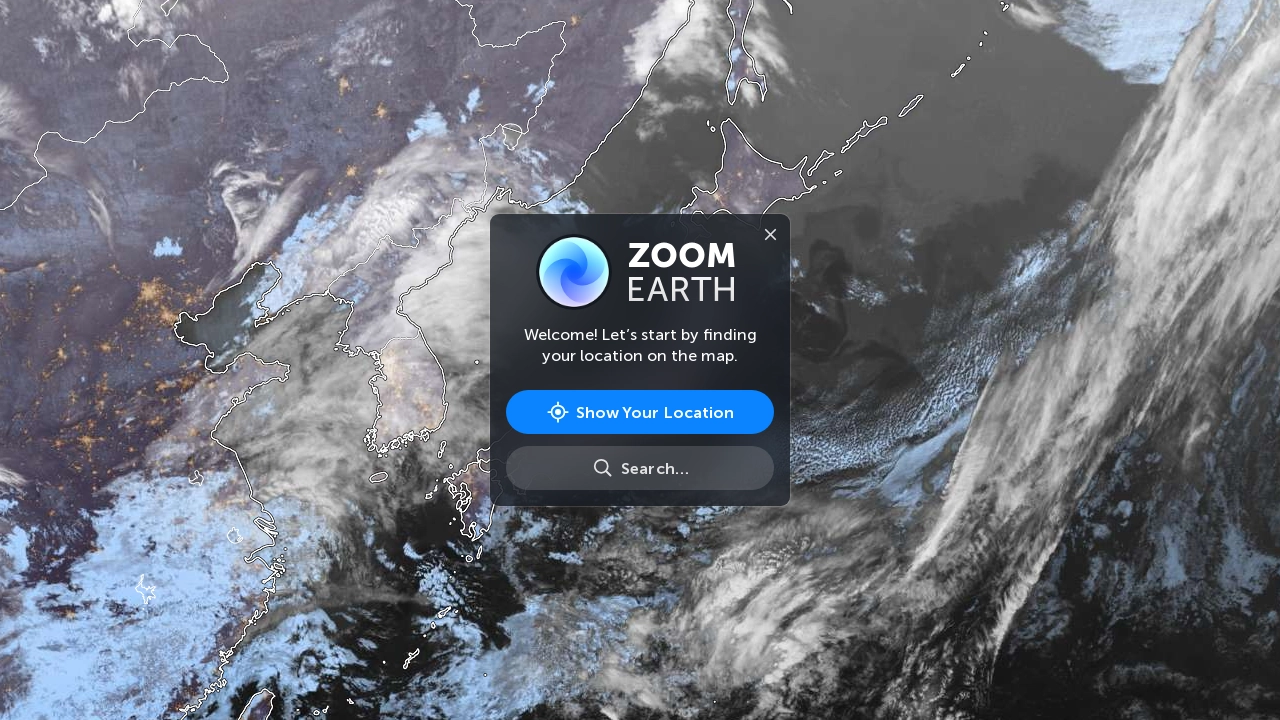 ZOOM
EARTH
Welcome! Let’s start by finding
your location on the map.
Show Your Location
Search…